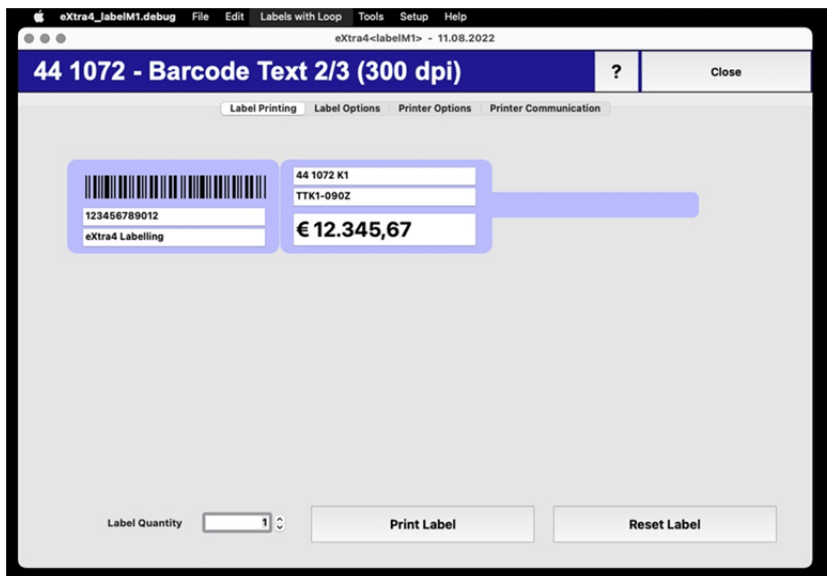 eXtra4_labelM1.debug File Edit Labels with Loop Tools Setup Help
eXtra4<labelM1> - 11.08.2022
44 1072 - Barcode Text 2/3 (300 dpi) ? Close
Label Printing Label Options Printer Options Printer Communication
44 1072 K1
TTK1-090Z
123456789012
€ 12.345,67
eXtra4 Labelling
Label Quantity 1 Print Label Reset Label